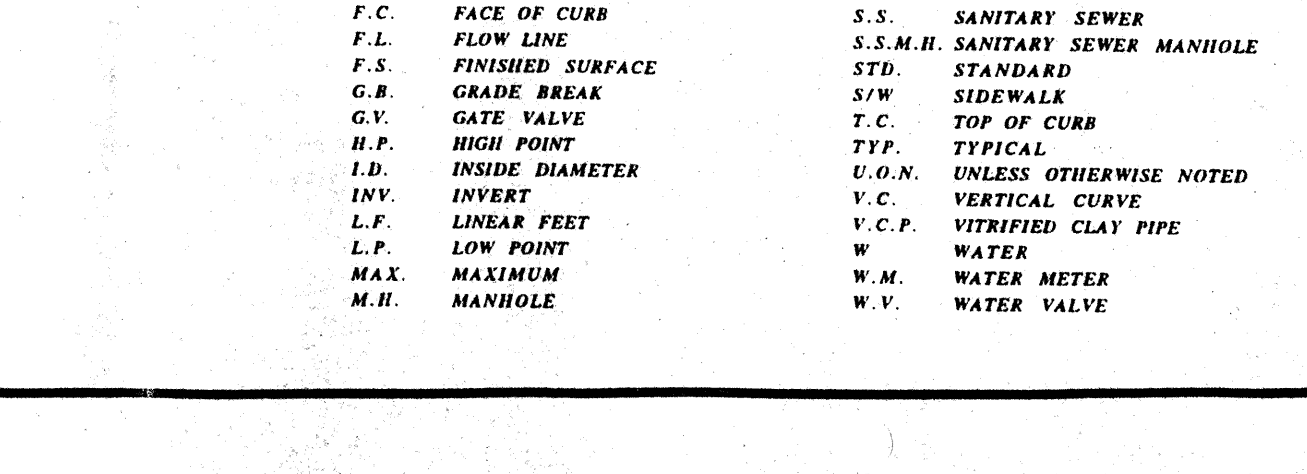 F.C. FACE OF CURB
F.L. FLOW LINE
F.S. FINISHED SURFACE
G.B. GRADE BREAK
G.V. GATE VALVE
H.P. HIGH POINT
I.D. INSIDE DIAMETER
INV. INVERT
L.F. LINEAR FEET
L.P. LOW POINT
MAX. MAXIMUM
M.H. MANHOLE
S.S. SANITARY SEWER
S.S.M.H. SANITARY SEWER MANHOLE
STD. STANDARD
S/W SIDEWALK
T.C. TOP OF CURB
TYP. TYPICAL
U.O.N. UNLESS OTHERWISE NOTED
V.C. VERTICAL CURVE
V.C.P. VITRIFIED CLAY PIPE
W WATER
W.M. WATER METER
W.V. WATER VALVE